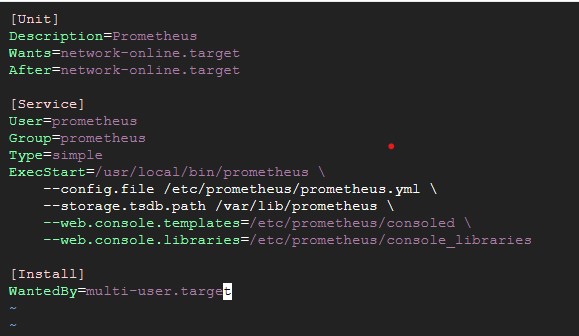 [Unit]
Description=Prometheus
Wants=network-online.target
After=network-online.target
[Service]
User=prometheus
Group=prometheus
Type=simple
ExecStart=/usr/local/bin/prometheus \
--config.file /etc/prometheus/prometheus.yml \
--storage.tsdb.path /var/lib/prometheus \
--web.console.templates=/etc/prometheus/consoled \
--web.console.libraries=/etc/prometheus/console_libraries
[Install]
WantedBy=multi-user.target
~
~